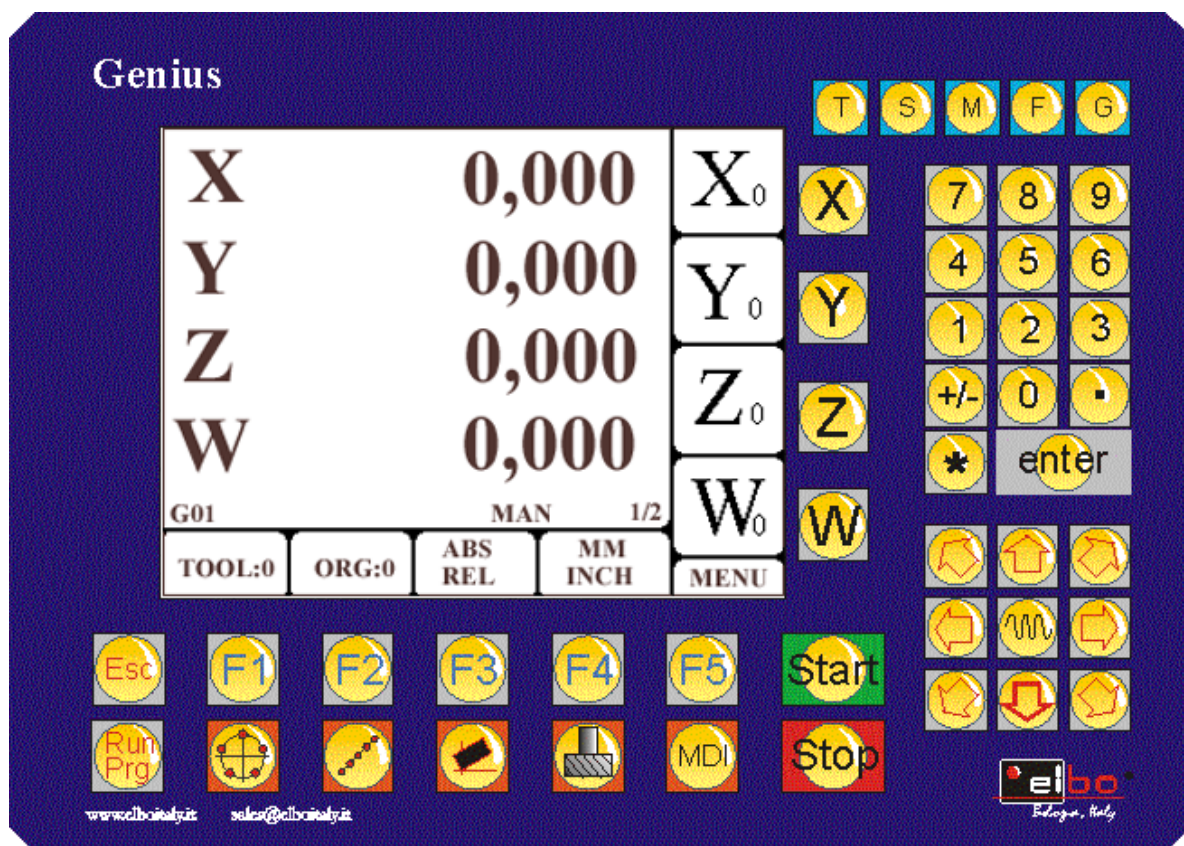 Genius
T S M F G
X 0,000 X0 X
7 8 9
Y 0,000 Y0 Y
4 5 6
1 2 3
Z 0,000 Z0 Z
+/- 0 .
W 0,000 W0 W
* enter
G01 MAN 1/2
TOOL:0 ORG:0 ABS REL MM INCH MENU
Esc F1 F2 F3 F4 F5 Start
Run Prg MDI Stop
elbo
Bologna, Italy
www.elboitaly.it sales@elboitaly.it